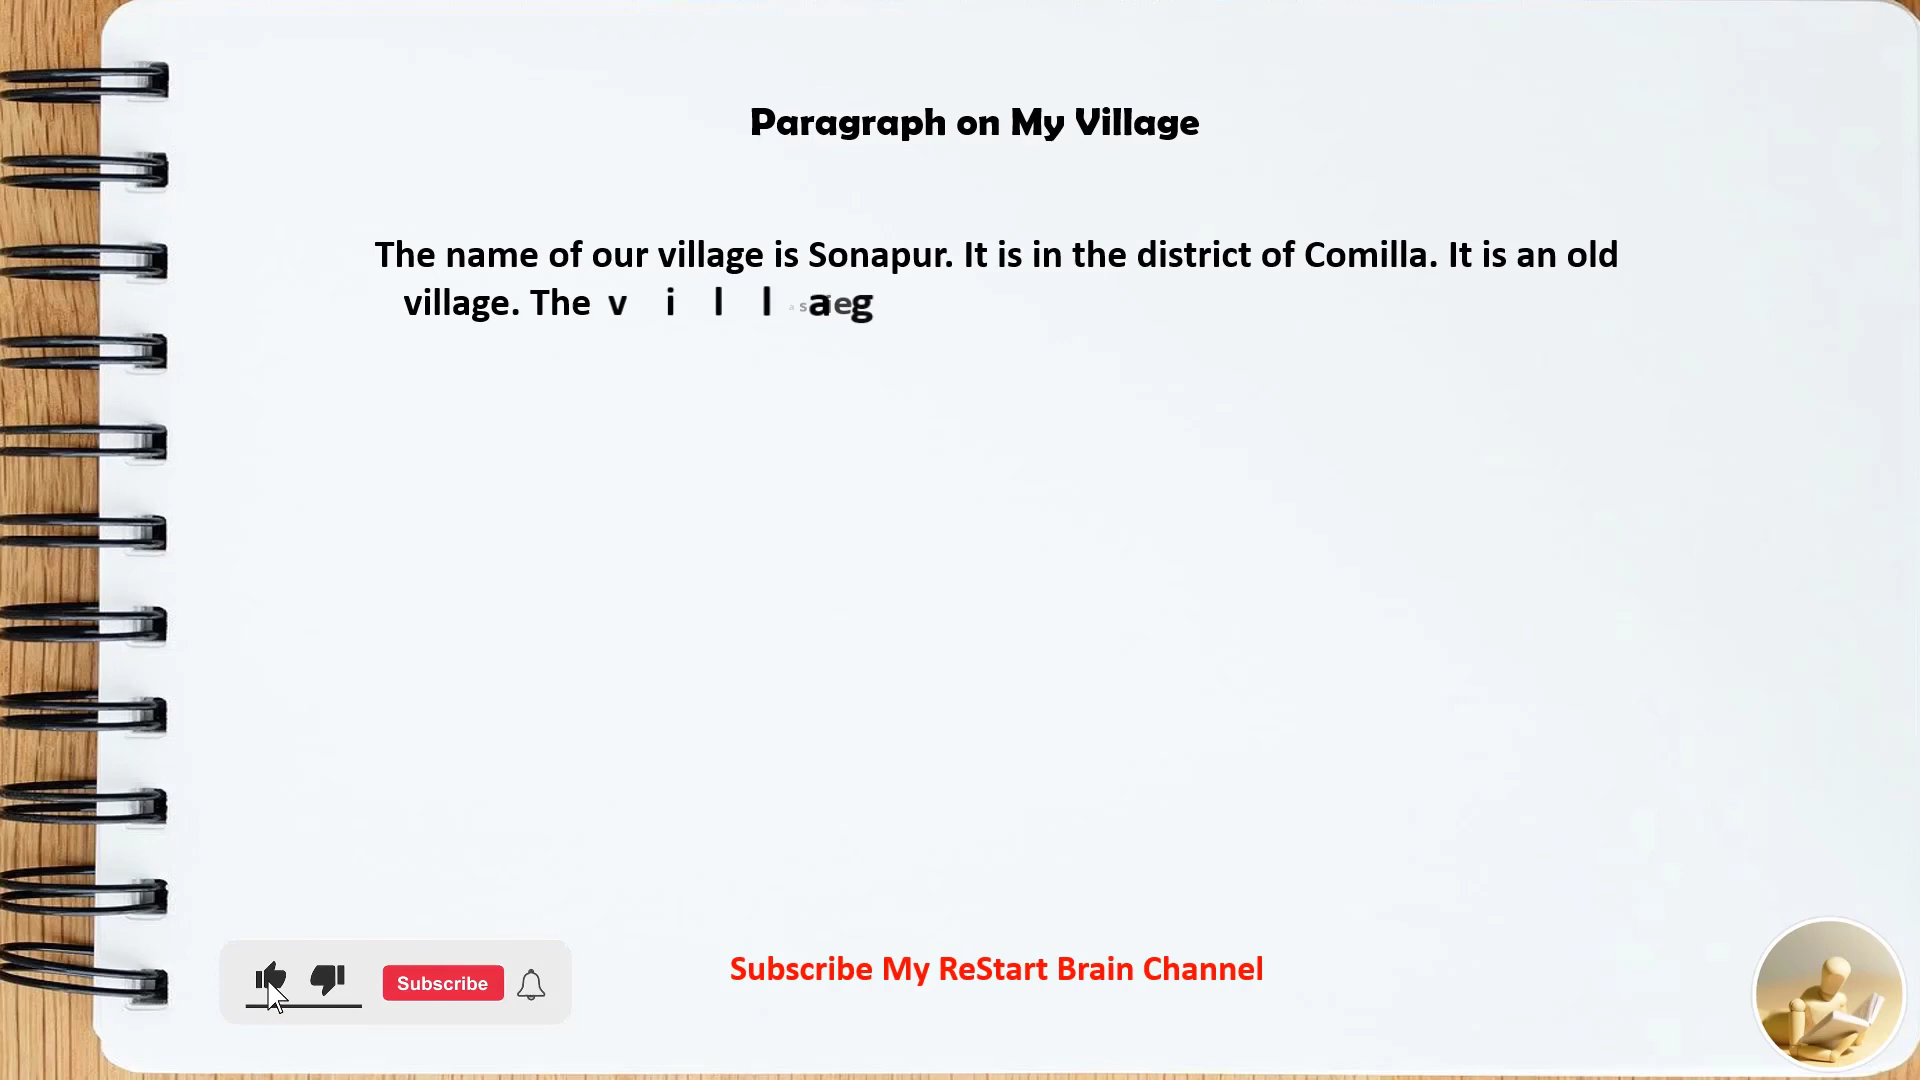 Paragraph on My Village
The name of our village is Sonapur. It is in the district of Comilla. It is an old
village. The
Subscribe
Subscribe My ReStart Brain Channel